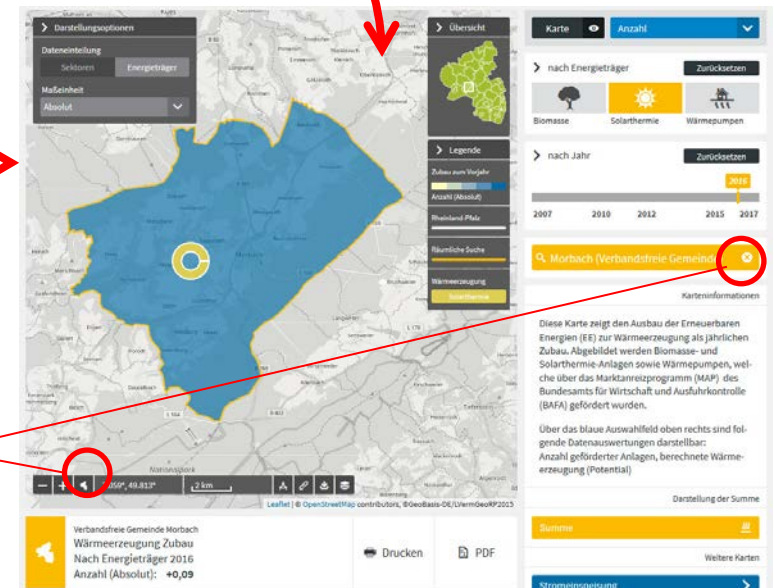 Darstellungsoptionen
Dateneinteilung
Sektoren
Energieträger
Maßeinheit
Absolut
Übersicht
Legende
Zubau zum Vorjahr
Anzahl (Absolut)
Rheinland-Pfalz
Räumliche Suche
Wärmeerzeugung
Solarthermie
Morbach
Nationalpark
2 km
Leaflet | © OpenStreetMap contributors, ©GeoBasis-DE/LVermGeoRP2015
Verbandsfreie Gemeinde Morbach
Wärmeerzeugung Zubau
Nach Energieträger 2016
Anzahl (Absolut): +0,09
Drucken
PDF
Karte
Anzahl
nach Energieträger
Zurücksetzen
Biomasse
Solarthermie
Wärmepumpen
nach Jahr
Zurücksetzen
2016
2007 2010 2012 2015 2017
Morbach (Verbandsfreie Gemeinde
Karteninformationen
Diese Karte zeigt den Ausbau der Erneuerbaren
Energien (EE) zur Wärmeerzeugung als jährlichen
Zubau. Abgebildet werden Biomasse- und
Solarthermie-Anlagen sowie Wärmepumpen, wel-
che über das Marktanreizprogramm (MAP) des
Bundesamts für Wirtschaft und Ausfuhrkontrolle
(BAFA) gefördert wurden.
Über das blaue Auswahlfeld oben rechts sind fol-
gende Datenauswertungen darstellbar:
Anzahl geförderter Anlagen, berechnete Wärme-
erzeugung (Potential)
Darstellung der Summe
Summe
Weitere Karten
Stromeinspeisung